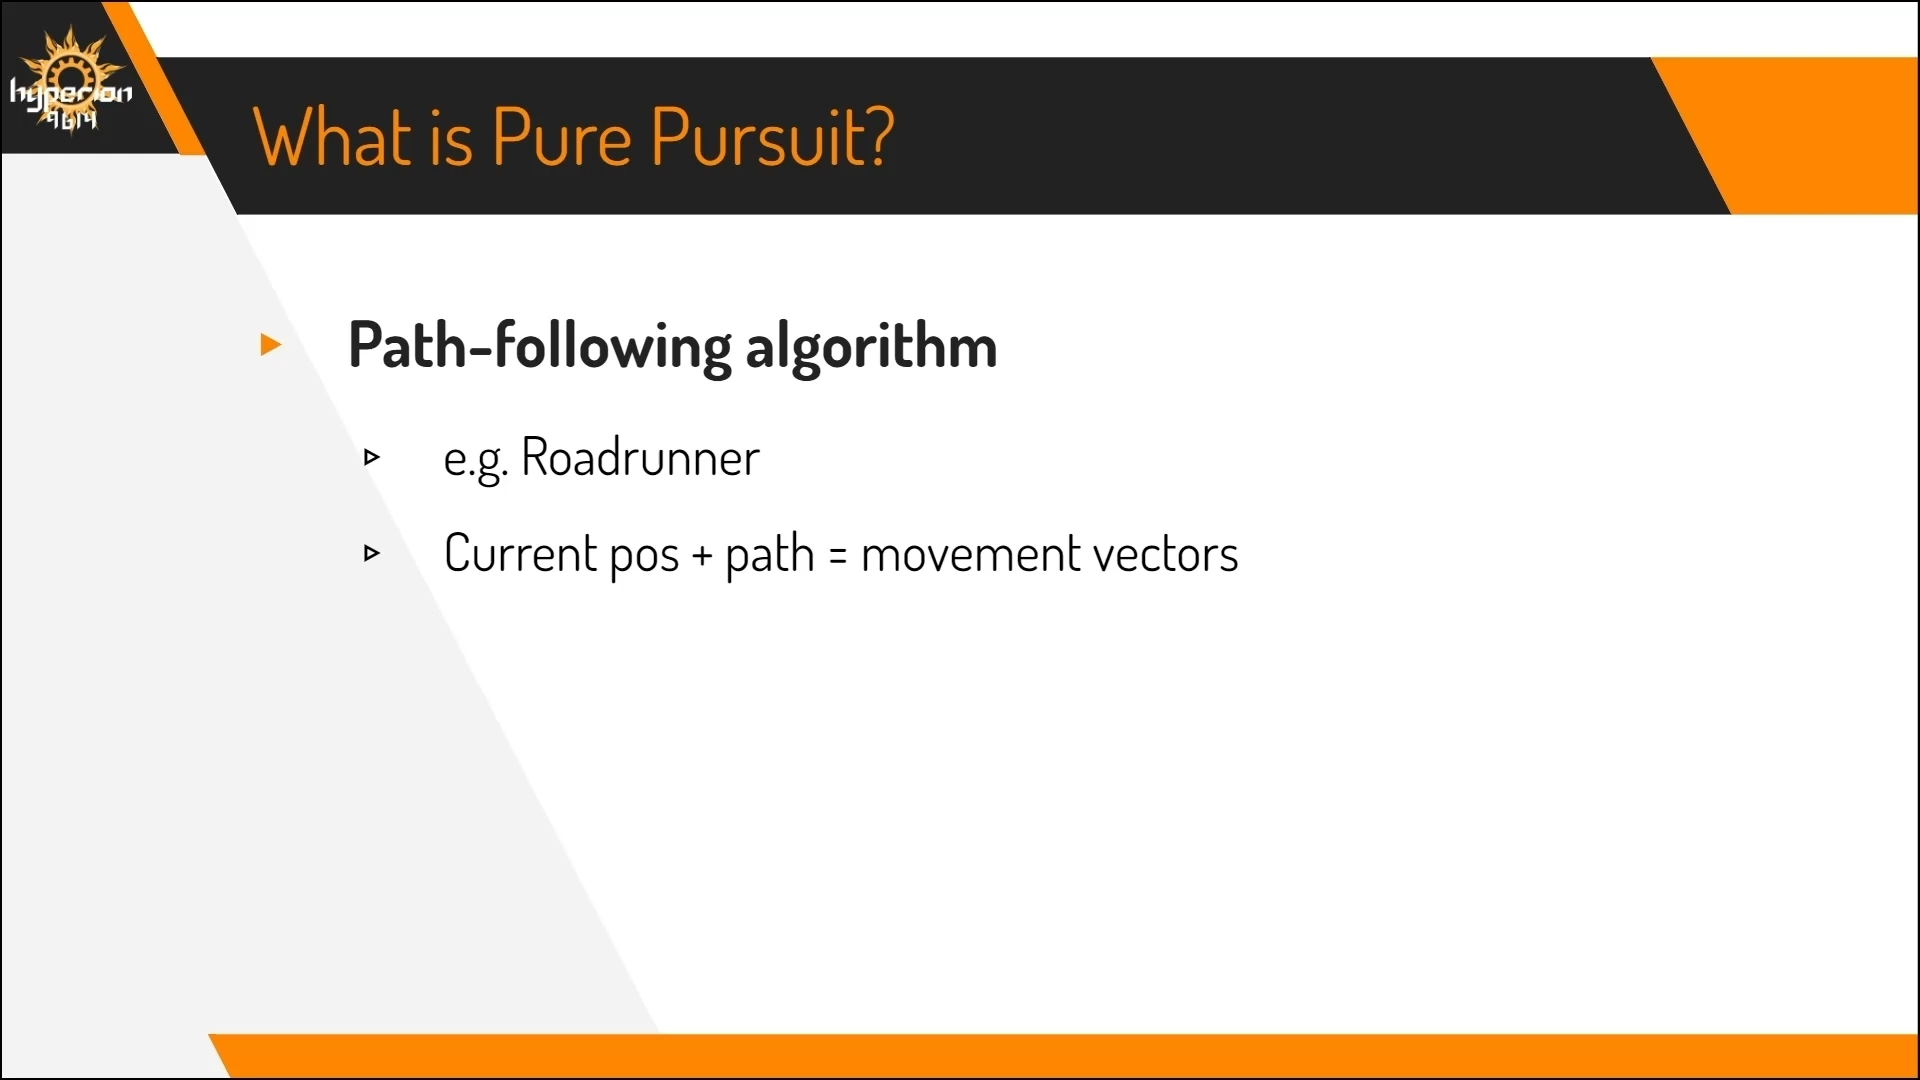 hyperion
9614
What is Pure Pursuit?
Path-following algorithm
e.g. Roadrunner
Current pos + path = movement vectors